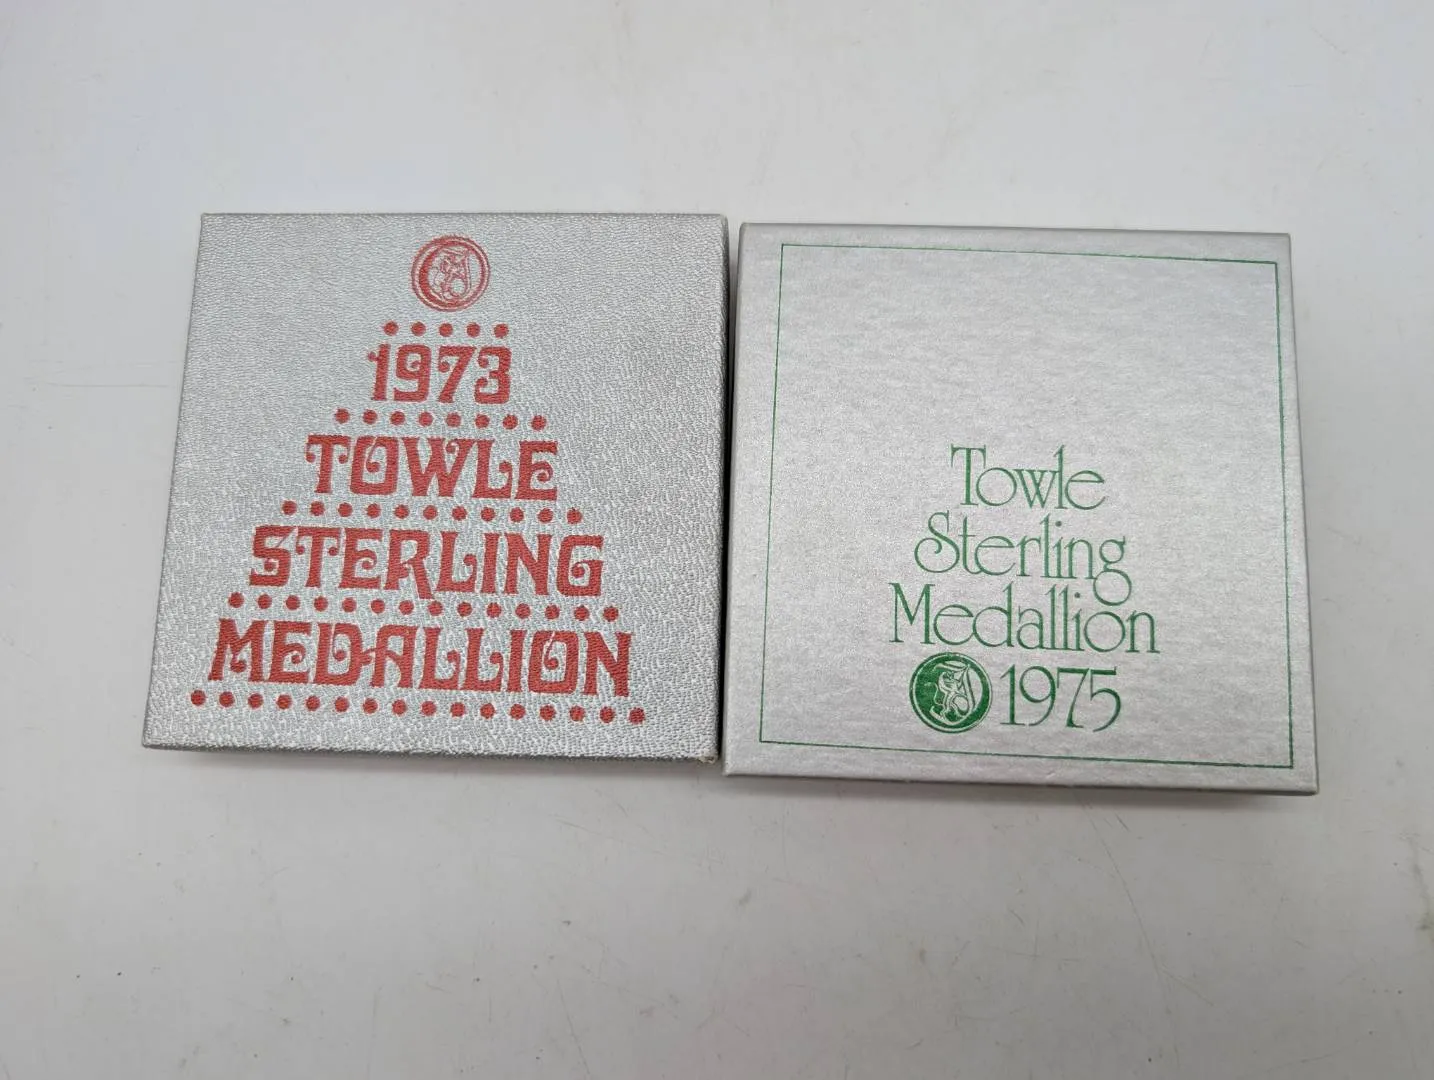 1973
TOWLE
STERLING
MEDALLION
Towle
Sterling
Medallion
1975